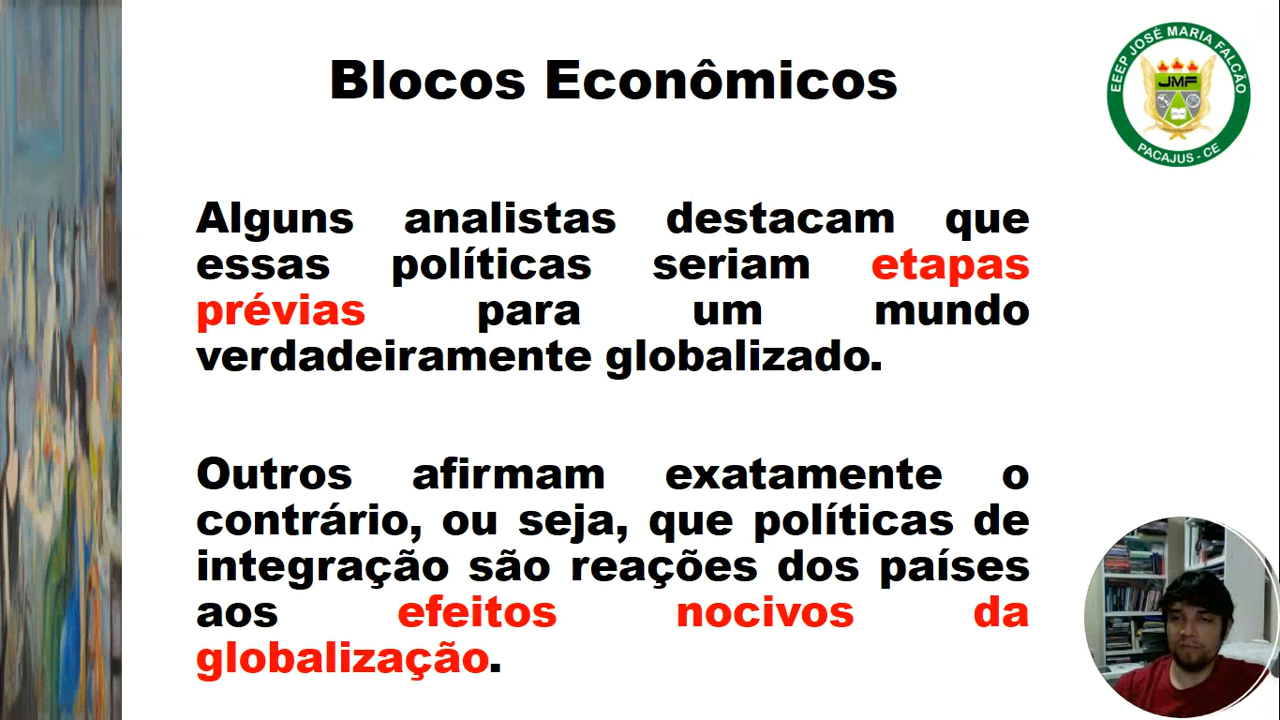 Blocos Econômicos
EEEP JOSÉ MARIA FALCÃO
JMF
PACAJUS - CE
Alguns analistas destacam que
essas políticas seriam etapas
prévias para um mundo
verdadeiramente globalizado.
Outros afirmam exatamente o
contrário, ou seja, que políticas de
integração são reações dos países
aos efeitos nocivos da
globalização.